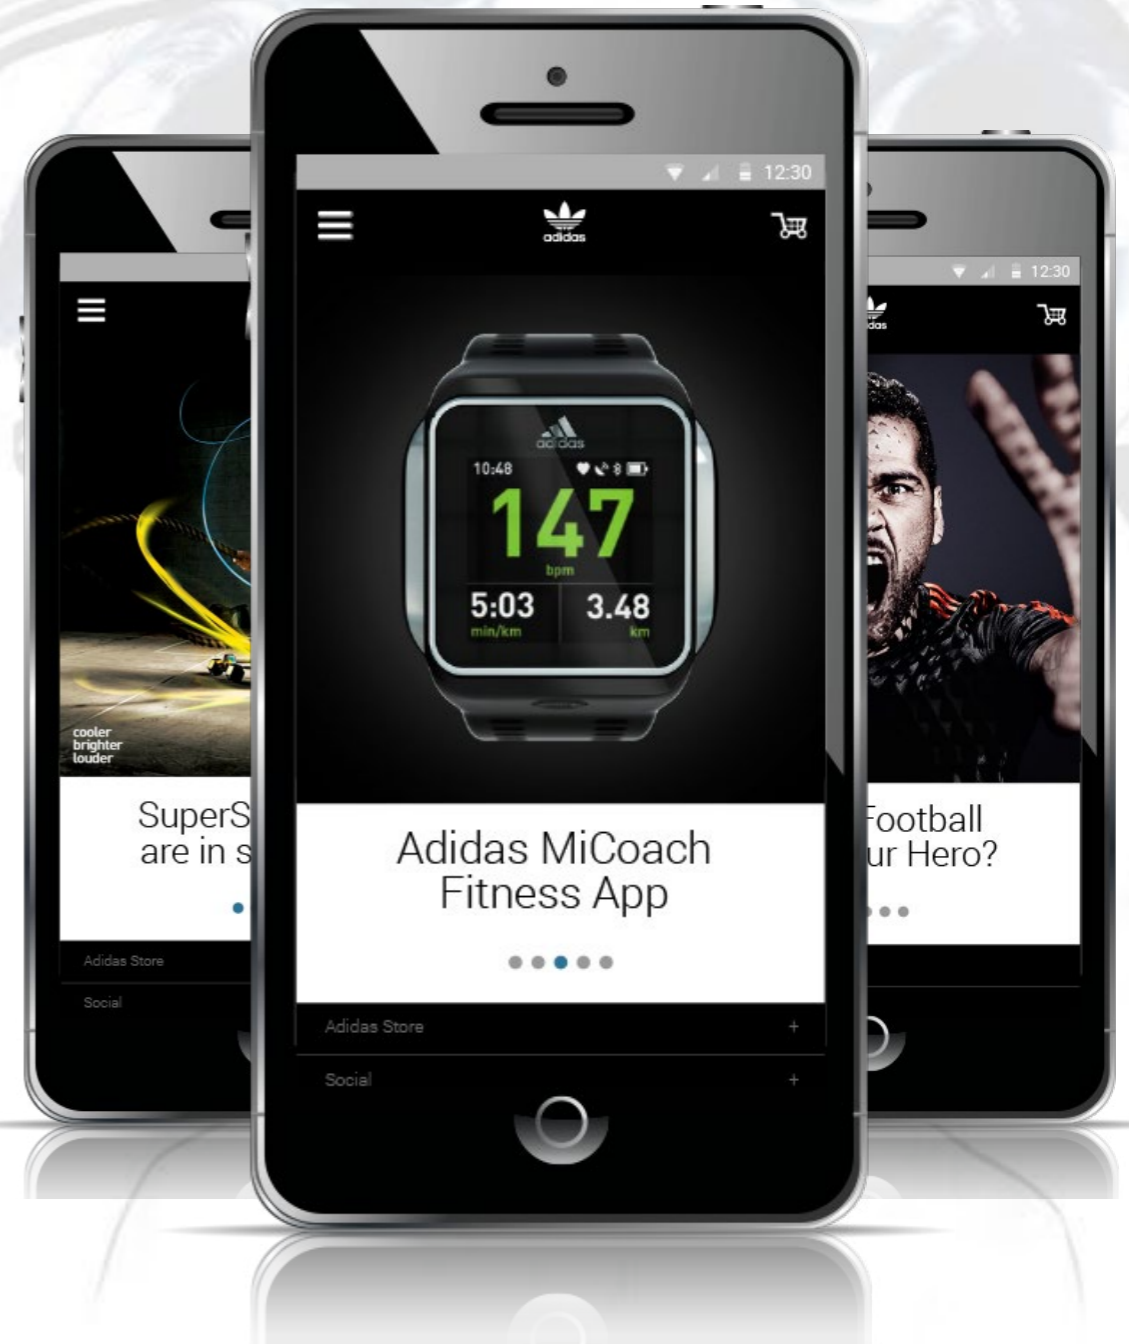 12:30
adidas
adidas
10:48
147
bpm
5:03
3.48
min/km
km
Adidas MiCoach
Fitness App
Adidas Store +
Social +
cooler
brighter
louder
SuperS
are in s
Adidas Store
Social
12:30
das
Football
ur Hero?